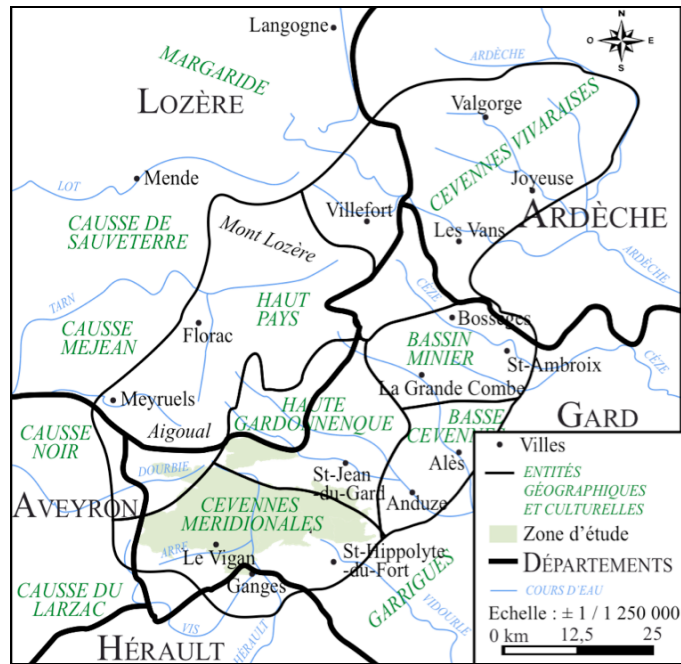 Langogne
N
O
E
S
ARDÈCHE
MARGARIDE
LOZÈRE
Valgorge
CEVENNES VIVARAISES
LOT
Mende
Joyeuse
Villefort
ARDÈCHE
CAUSSE DE
SAUVETERRE
Mont Lozère
Les Vans
ARDÈCHE
TARN
CÈZE
HAUT
PAYS
CAUSSE
MEJEAN
Florac
Bossèges
BASSIN
MINIER
St-Ambroix
CÈZE
La Grande Combe
Meyruels
HAUTE
GARDONNENQUE
BASSE
CEVENNE
GARD
CAUSSE
NOIR
Aigoual
DOURBIE
St-Jean
-du-Gard
Alès
Anduze
AVEYRON
CEVENNES
MERIDIONALES
ARRE
Le Vigan
St-Hippolyte
-du-Fort
Ganges
CAUSSE DU
LARZAC
VIS
HÉRAULT
HÉRAULT
GARRIGUES
VIDOURLE
Villes
ENTITÉS
GÉOGRAPHIQUES
ET CULTURELLES
Zone d'étude
DÉPARTEMENTS
COURS D'EAU
Echelle : ± 1 / 1 250 000
0 km 12,5 25